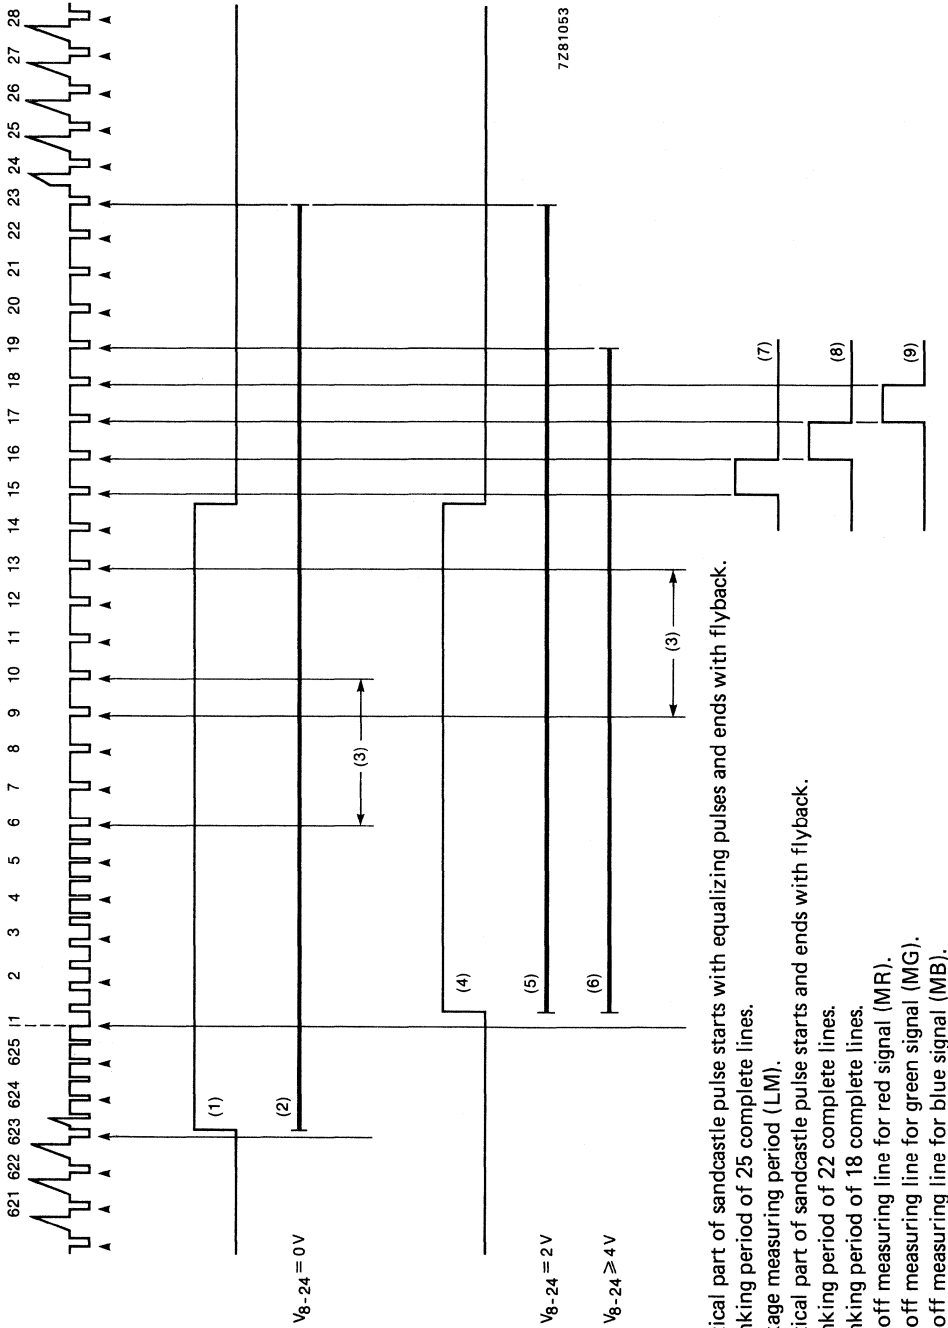 621 622 623 624 625 1 2 3 4 5 6 7 8 9 10 11 12 13 14 15 16 17 18 19 20 21 22 23 24 25 26 27 28
(1)
V8-24 = 0 V
(2)
(3)
(4)
V8-24 = 2 V
(5)
V8-24 ⩾ 4 V
(6)
7Z81053
(3)
(7)
(8)
(9)
tical part of sandcastle pulse starts with equalizing pulses and ends with flyback.
nking period of 25 complete lines.
age measuring period (LM).
tical part of sandcastle pulse starts and ends with flyback.
nking period of 22 complete lines.
nking period of 18 complete lines.
off measuring line for red signal (MR).
off measuring line for green signal (MG).
off measuring line for blue signal (MB).